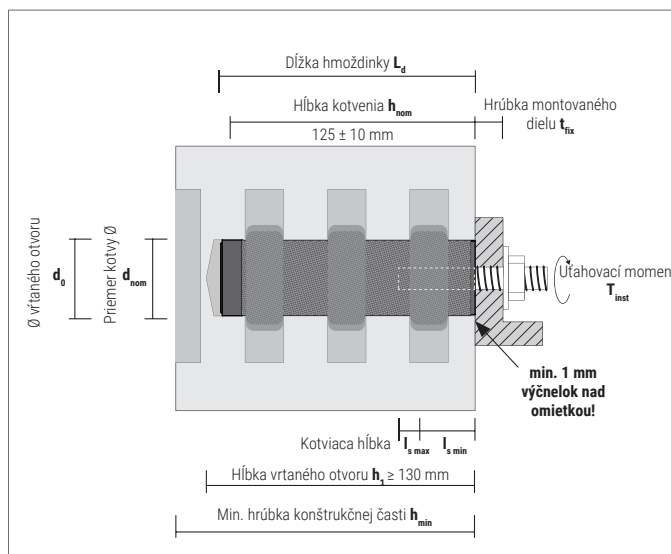 Dĺžka hmoždinky L_d
Hĺbka kotvenia h_nom
125 ± 10 mm
Hrúbka montovaného
dielu t_fix
Ø vŕtaného otvoru
d_0
Priemer kotvy Ø
d_nom
Uťahovací momen
T_inst
min. 1 mm
výčnelok nad
omietkou!
Kotviaca hĺbka l_s max l_s min
Hĺbka vrtaného otvoru h_1 ≥ 130 mm
Min. hrúbka konštrukčnej časti h_min